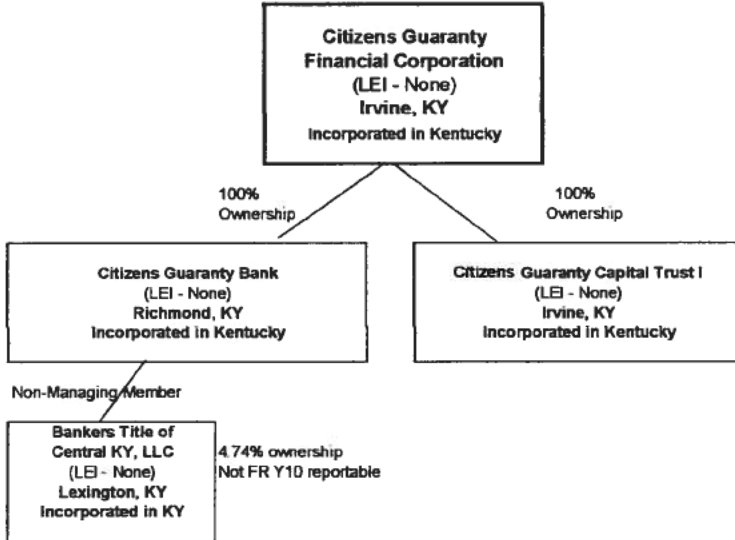 Citizens Guaranty
Financial Corporation
(LEI - None)
Irvine, KY
Incorporated in Kentucky
100%
Ownership
100%
Ownership
Citizens Guaranty Bank
(LEI - None)
Richmond, KY
Incorporated in Kentucky
Citizens Guaranty Capital Trust I
(LEI - None)
Irvine, KY
Incorporated in Kentucky
Non-Managing Member
Bankers Title of
Central KY, LLC
(LEI - None)
Lexington, KY
Incorporated in KY
4.74% ownership
Not FR Y10 reportable